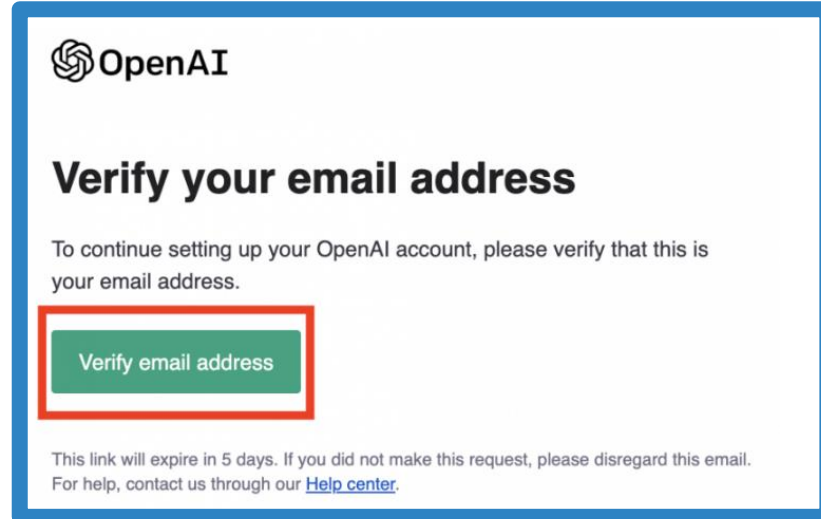 OpenAI
Verify your email address
To continue setting up your OpenAI account, please verify that this is
your email address.
Verify email address
This link will expire in 5 days. If you did not make this request, please disregard this email.
For help, contact us through our Help center.